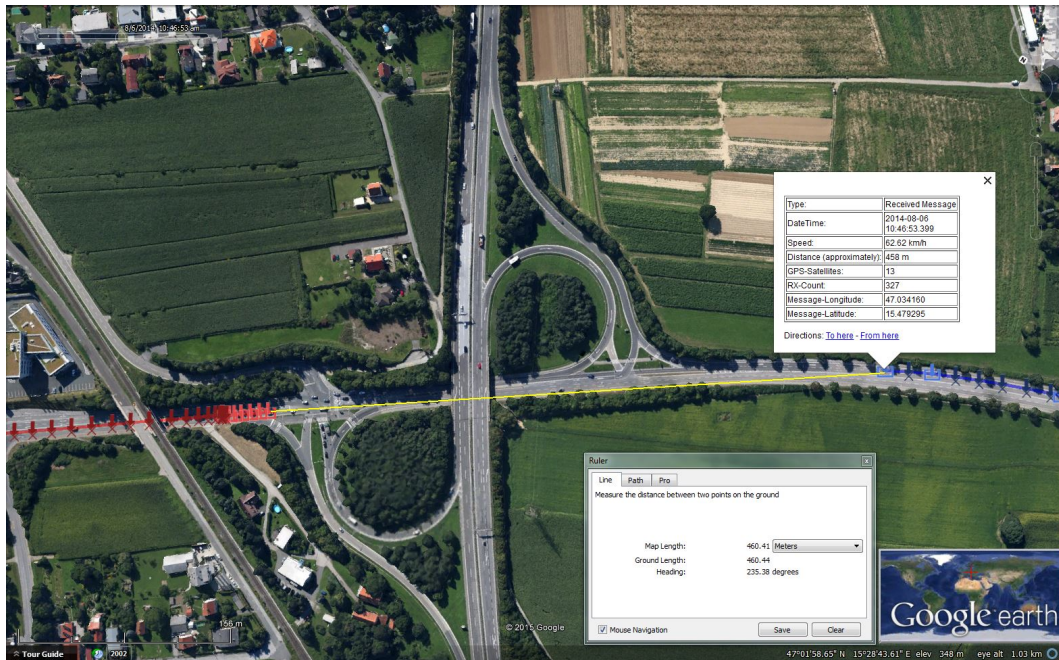 8/6/2014 10:46:53 am
N
Type: Received Message
DateTime: 2014-08-06
10:46:53.399
Speed: 62.62 km/h
Distance (approximately): 458 m
GPS-Satellites: 13
RX-Count: 327
Message-Longitude: 47.034160
Message-Latitude: 15.479295
Directions: To here - From here
Ruler
Line Path Pro
Measure the distance between two points on the ground
Map Length: 460.41 Meters
Ground Length: 460.44
Heading: 235.38 degrees
Mouse Navigation Save Clear
166 m
© 2015 Google
Google earth
Tour Guide 2002
47°01'58.65" N 15°28'43.61" E elev 348 m eye alt 1.03 km